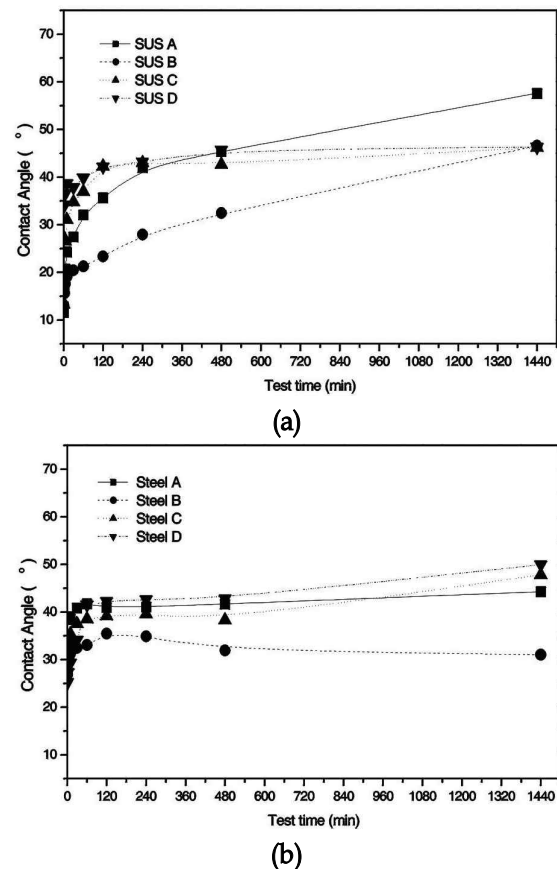 70
60
50
40
30
20
10
Contact Angle ( ° )
SUS A
SUS B
SUS C
SUS D
0 120 240 360 480 600 720 840 960 1080 1200 1320 1440
Test time (min)
(a)
70
60
50
40
30
20
10
Contact Angle ( ° )
Steel A
Steel B
Steel C
Steel D
0 120 240 360 480 600 720 840 960 1080 1200 1320 1440
Test time (min)
(b)